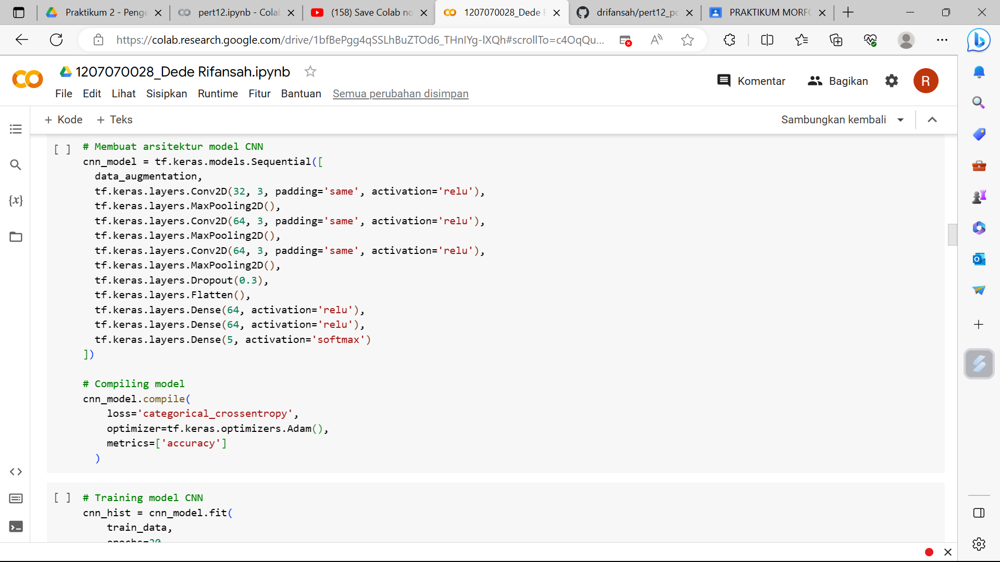 Praktikum 2 - Penge
pert12.ipynb - Cola
(158) Save Colab no
1207070028_Dede R
drifansah/pert12_pc
PRAKTIKUM MORFO
https://colab.research.google.com/drive/1bfBePgg4qSSLhBuZTOd6_THnIYg-lXQh#scrollTo=c4OqQu...
1207070028_Dede Rifansah.ipynb
Komentar
Bagikan
R
File Edit Lihat Sisipkan Runtime Fitur Bantuan Semua perubahan disimpan
+ Kode + Teks
Sambungkan kembali
[ ] # Membuat arsitektur model CNN
cnn_model = tf.keras.models.Sequential([
data_augmentation,
tf.keras.layers.Conv2D(32, 3, padding='same', activation='relu'),
tf.keras.layers.MaxPooling2D(),
tf.keras.layers.Conv2D(64, 3, padding='same', activation='relu'),
tf.keras.layers.MaxPooling2D(),
tf.keras.layers.Conv2D(64, 3, padding='same', activation='relu'),
tf.keras.layers.MaxPooling2D(),
tf.keras.layers.Dropout(0.3),
tf.keras.layers.Flatten(),
tf.keras.layers.Dense(64, activation='relu'),
tf.keras.layers.Dense(64, activation='relu'),
tf.keras.layers.Dense(5, activation='softmax')
])
# Compiling model
cnn_model.compile(
loss='categorical_crossentropy',
optimizer=tf.keras.optimizers.Adam(),
metrics=['accuracy']
)
[ ] # Training model CNN
cnn_hist = cnn_model.fit(
train_data,
epochs=20